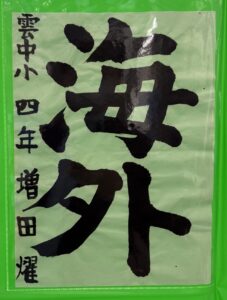 海外
雲中小 四年 増田 燿